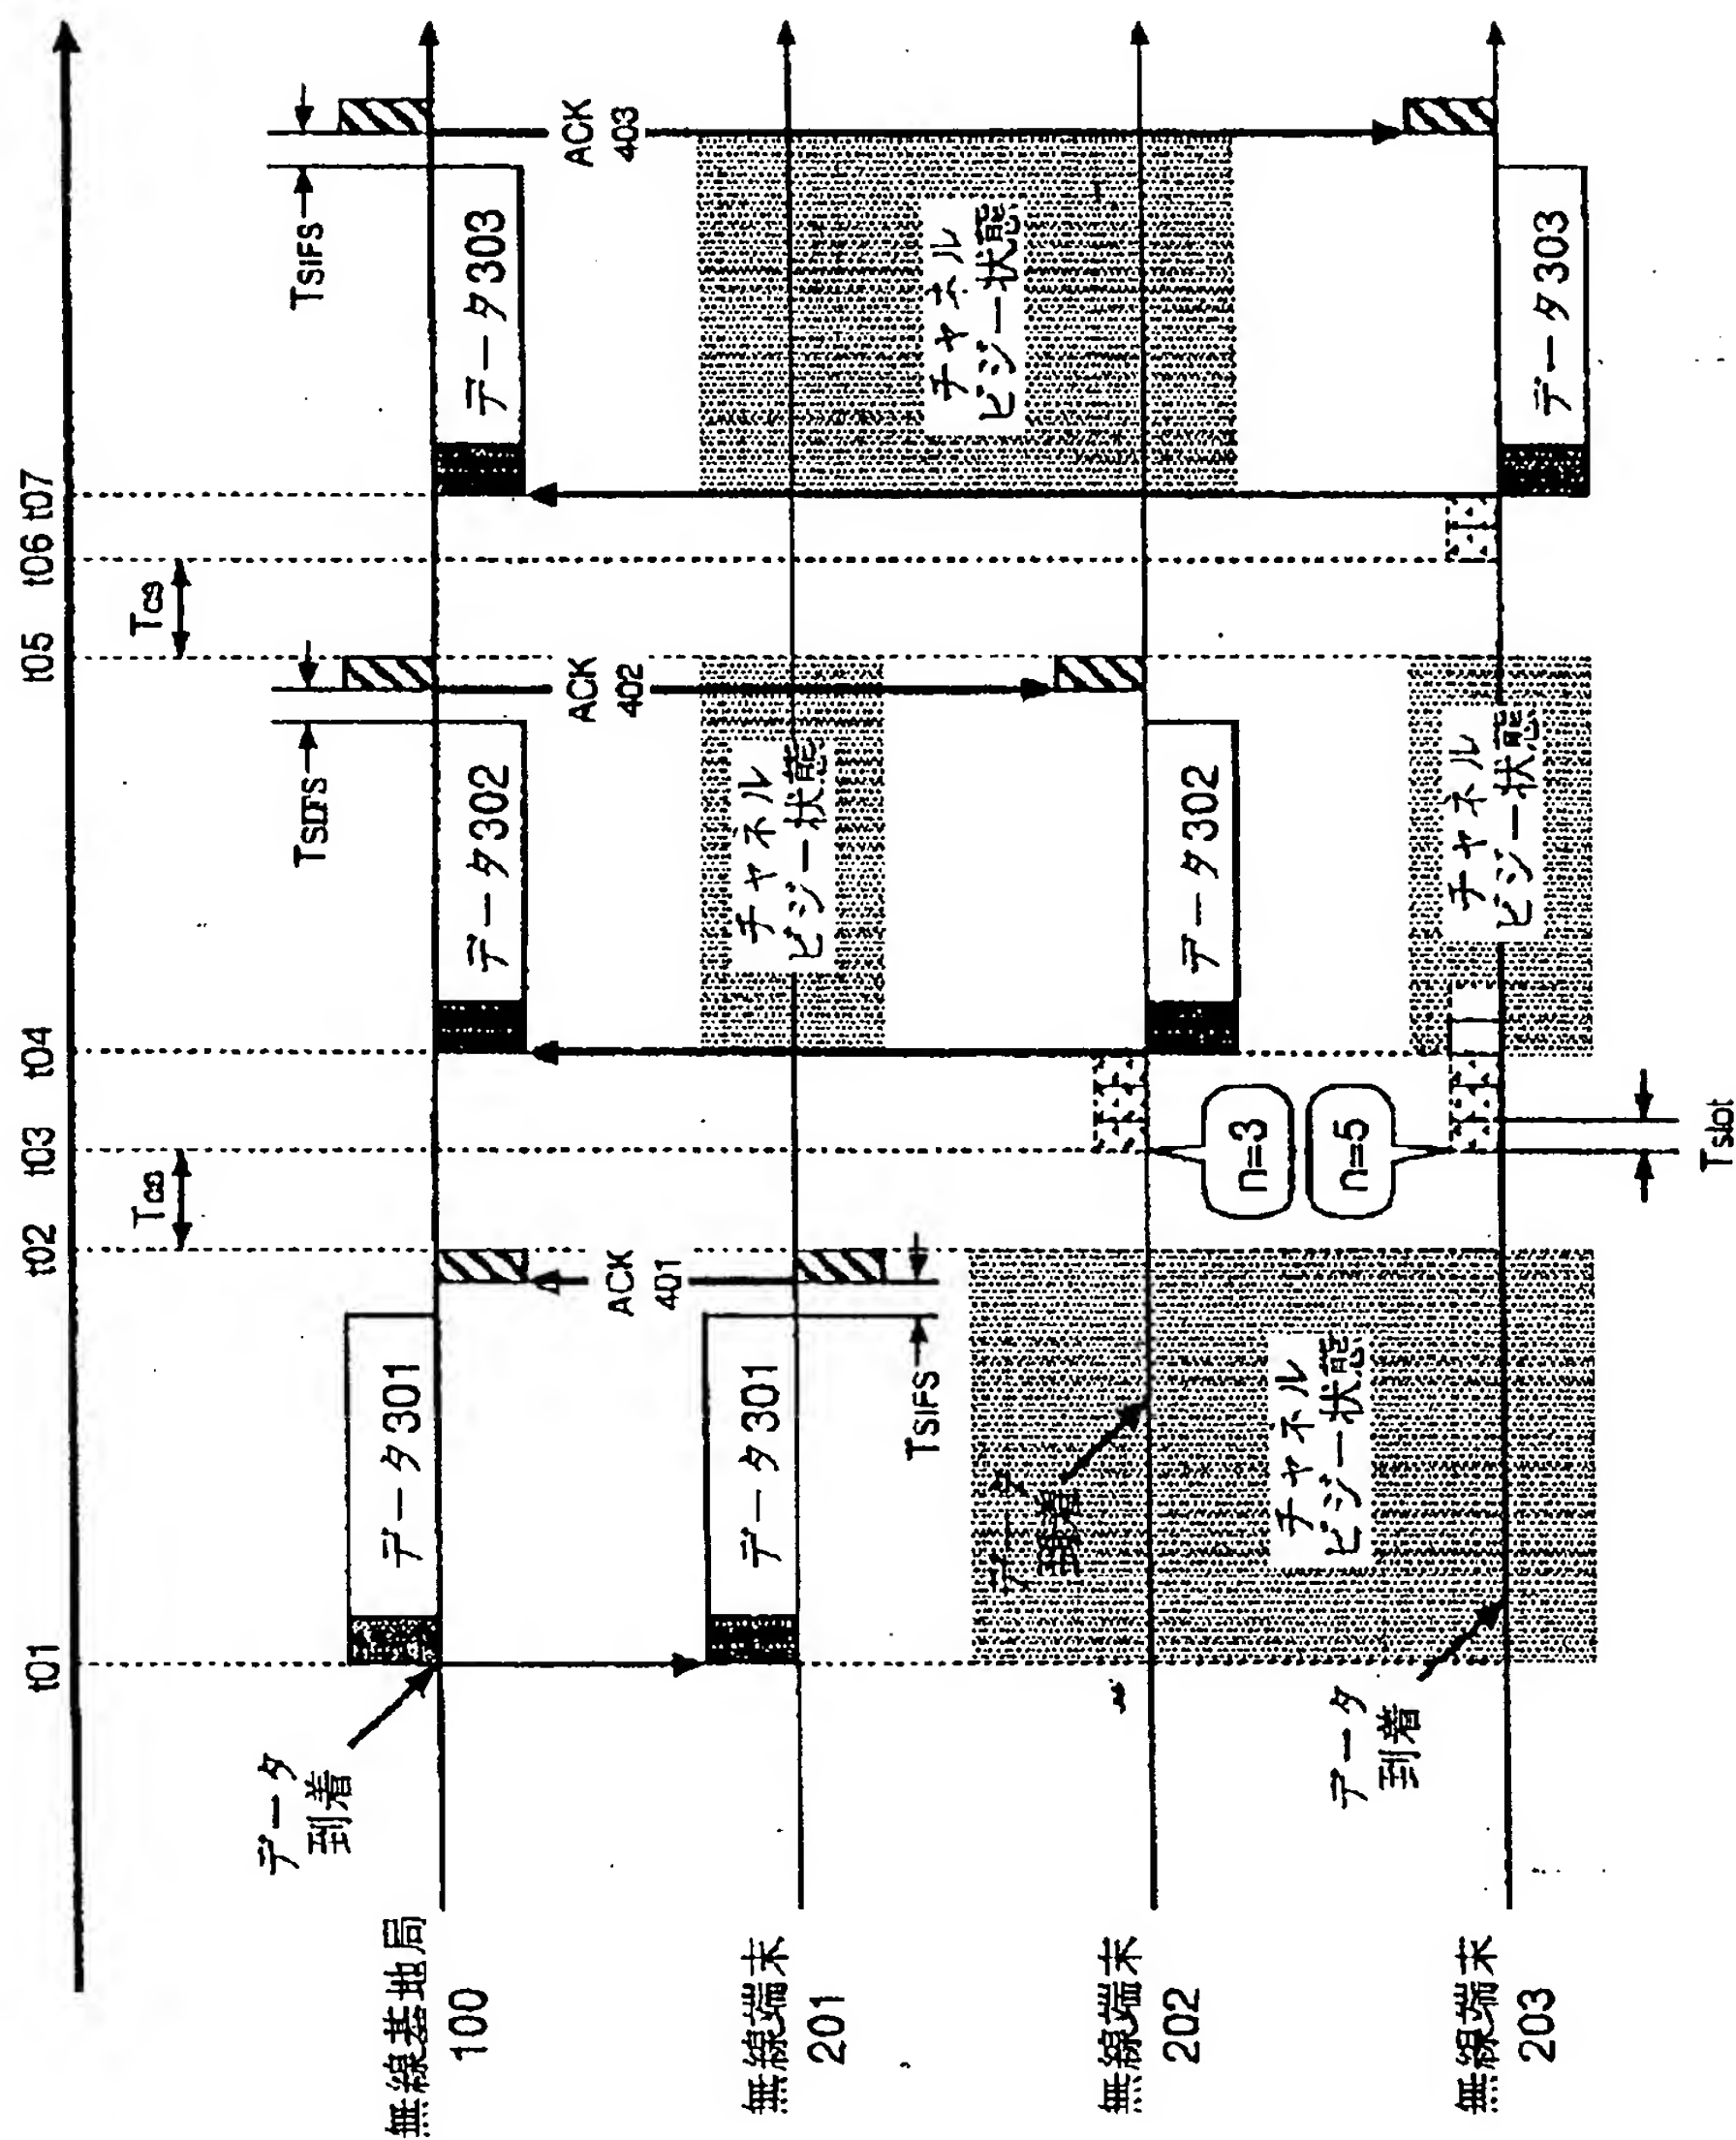 t01
t02
t03
t04
t05
t06
t07
Tcs
Tcs
無線基地局
100
データ
到着
データ301
データ302
TSIFS
データ303
TSIFS
ACK
401
ACK
402
ACK
403
無線端末
201
データ301
TSIFS
チャネル
ビジー状態
チャネル
ビジー状態
無線端末
202
データ
到着
チャネル
ビジー状態
n=3
n=5
データ302
無線端末
203
データ
到着
チャネル
ビジー状態
データ303
Tslot